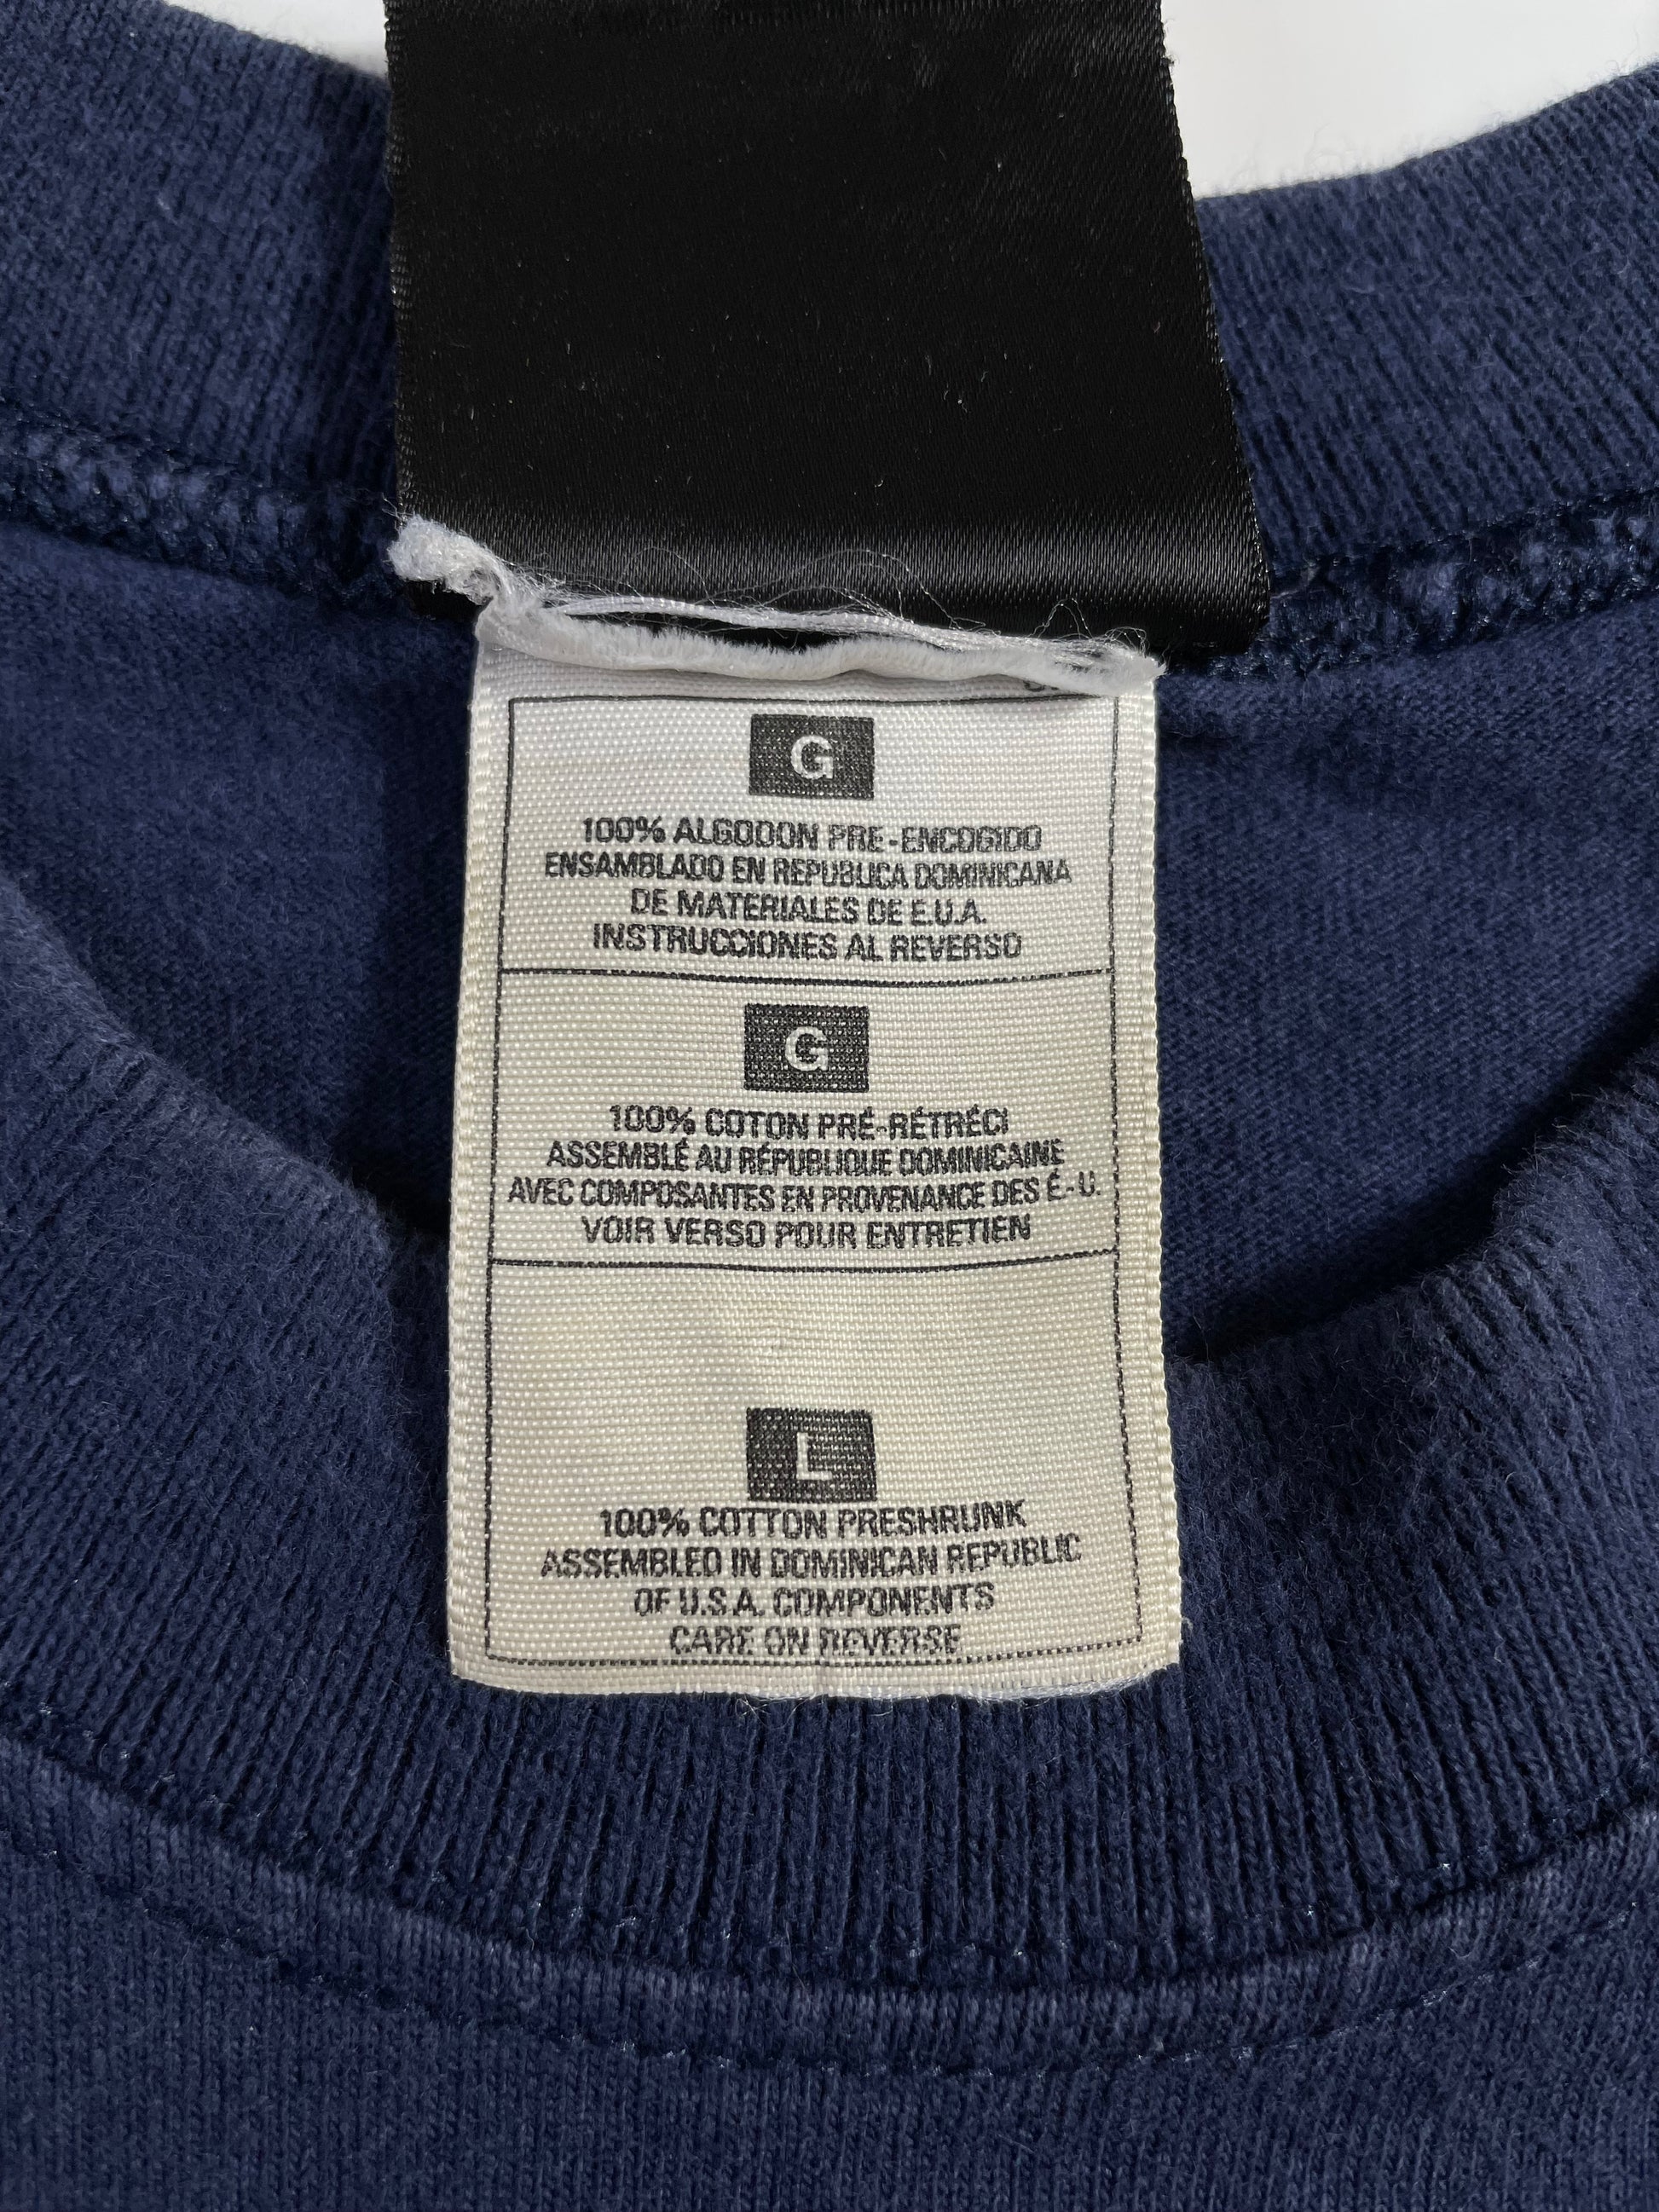 G
100% ALGODON PRE-ENCOGIDO
ENSAMBLADO EN REPUBLICA DOMINICANA
DE MATERIALES DE E.U.A.
INSTRUCCIONES AL REVERSO
G
100% COTON PRÉ-RÉTRÉCI
ASSEMBLÉ AU RÉPUBLIQUE DOMINICAINE
AVEC COMPOSANTES EN PROVENANCE DES É-U.
VOIR VERSO POUR ENTRETIEN
L
100% COTTON PRESHRUNK
ASSEMBLED IN DOMINICAN REPUBLIC
OF U.S.A. COMPONENTS
CARE ON REVERSE